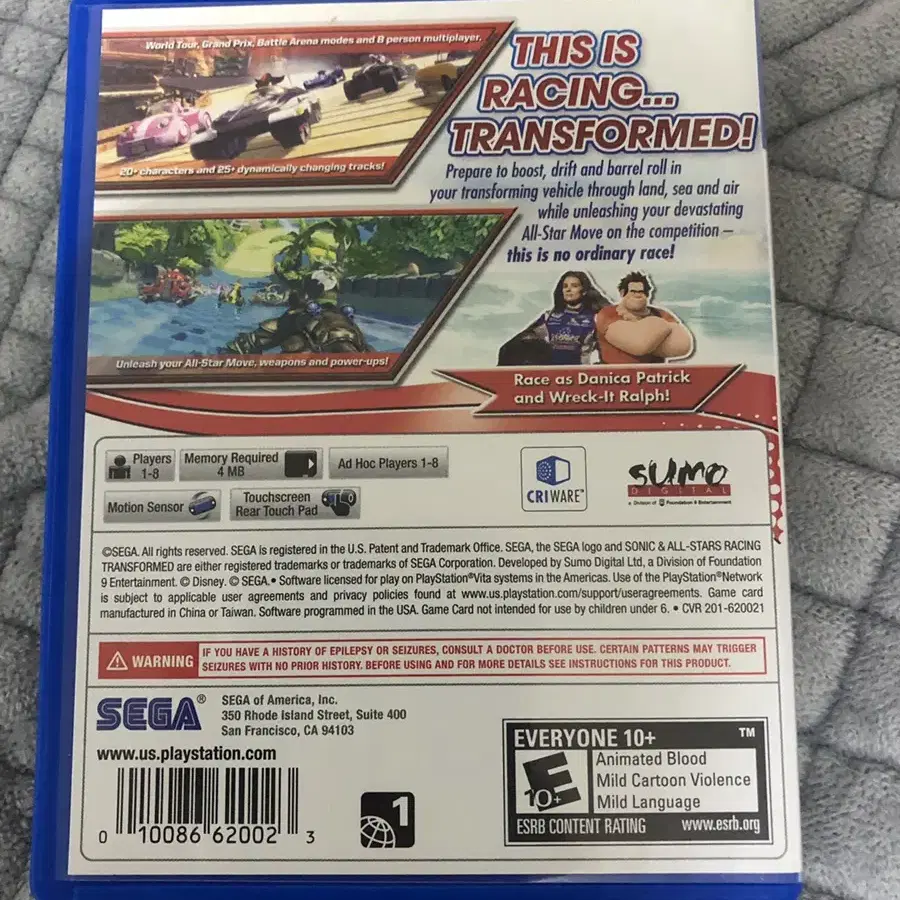 World Tour, Grand Prix, Battle Arena modes and 8 person multiplayer.
20+ characters and 25+ dynamically changing tracks!
THIS IS
RACING...
TRANSFORMED!
Prepare to boost, drift and barrel roll in
your transforming vehicle through land, sea and air
while unleashing your devastating
All-Star Move on the competition –
this is no ordinary race!
Unleash your All-Star Move, weapons and power-ups!
Race as Danica Patrick
and Wreck-It Ralph!
Players
1-8
Memory Required
4 MB
Ad Hoc Players 1-8
Motion Sensor
Touchscreen
Rear Touch Pad
CRIWARE™
sumo
DIGITAL
a Division of Foundation 9 Entertainment
©SEGA. All rights reserved. SEGA is registered in the U.S. Patent and Trademark Office. SEGA, the SEGA logo and SONIC & ALL-STARS RACING
TRANSFORMED are either registered trademarks or trademarks of SEGA Corporation. Developed by Sumo Digital Ltd, a Division of Foundation
9 Entertainment. © Disney. © SEGA. • Software licensed for play on PlayStation®Vita systems in the Americas. Use of the PlayStation®Network
is subject to applicable user agreements and privacy policies found at www.us.playstation.com/support/useragreements. Game card
manufactured in China or Taiwan. Software programmed in the USA. Game Card not intended for use by children under 6. • CVR 201-620021
WARNING
IF YOU HAVE A HISTORY OF EPILEPSY OR SEIZURES, CONSULT A DOCTOR BEFORE USE. CERTAIN PATTERNS MAY TRIGGER
SEIZURES WITH NO PRIOR HISTORY. BEFORE USING AND FOR MORE DETAILS SEE INSTRUCTIONS FOR THIS PRODUCT.
SEGA®
SEGA of America, Inc.
350 Rhode Island Street, Suite 400
San Francisco, CA 94103
www.us.playstation.com
0 10086 62002 3
1
EVERYONE 10+ ™
E
10+
Animated Blood
Mild Cartoon Violence
Mild Language
ESRB CONTENT RATING www.esrb.org